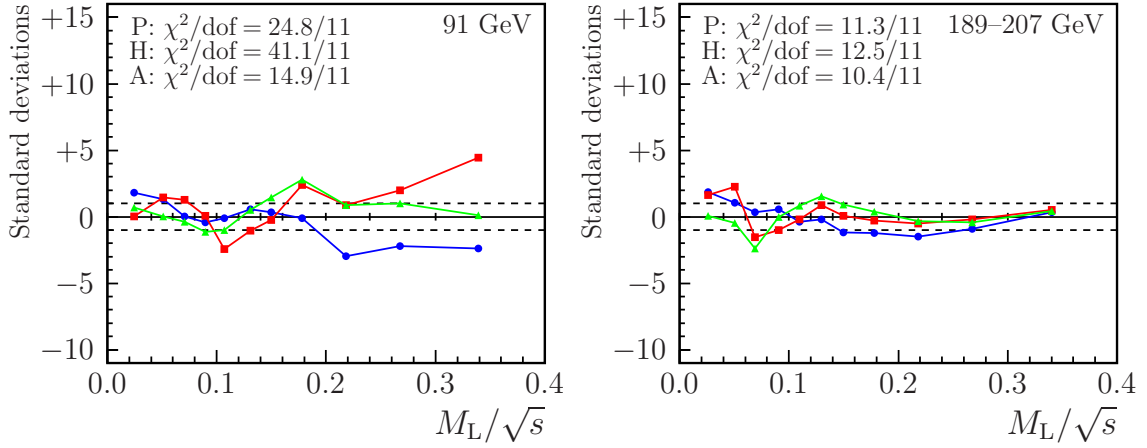 Standard deviations
+15
+10
+5
0
−5
−10
P: χ²/dof = 24.8/11
H: χ²/dof = 41.1/11
A: χ²/dof = 14.9/11
91 GeV
0.0 0.1 0.2 0.3 0.4
M_L/√s
Standard deviations
+15
+10
+5
0
−5
−10
P: χ²/dof = 11.3/11
H: χ²/dof = 12.5/11
A: χ²/dof = 10.4/11
189–207 GeV
0.0 0.1 0.2 0.3 0.4
M_L/√s